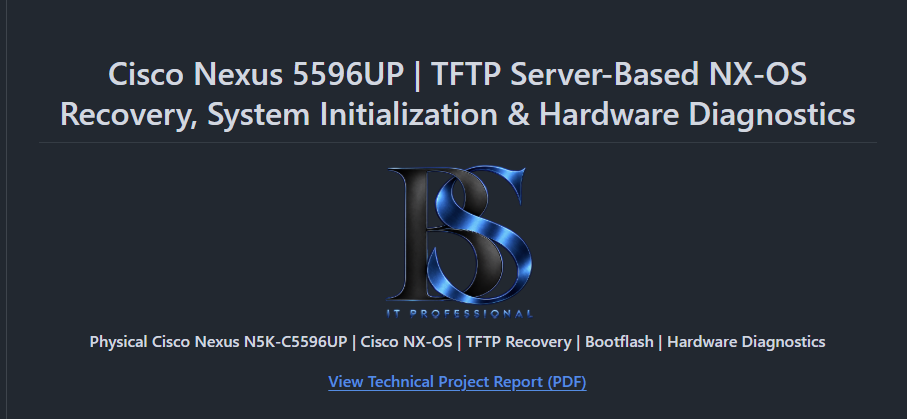 Cisco Nexus 5596UP | TFTP Server-Based NX-OS
Recovery, System Initialization & Hardware Diagnostics
BS
IT PROFESSIONAL
Physical Cisco Nexus N5K-C5596UP | Cisco NX-OS | TFTP Recovery | Bootflash | Hardware Diagnostics
View Technical Project Report (PDF)